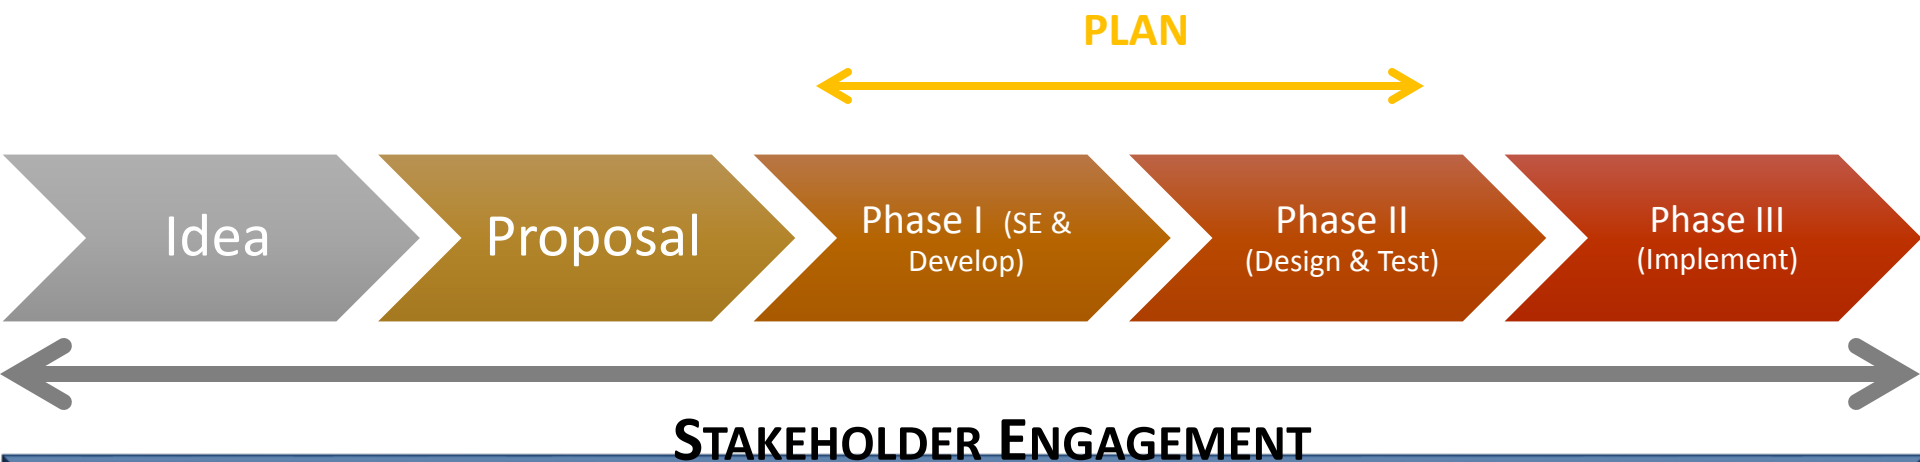 PLAN
Idea
Proposal
Phase I (SE &
Develop)
Phase II
(Design & Test)
Phase III
(Implement)
STAKEHOLDER ENGAGEMENT